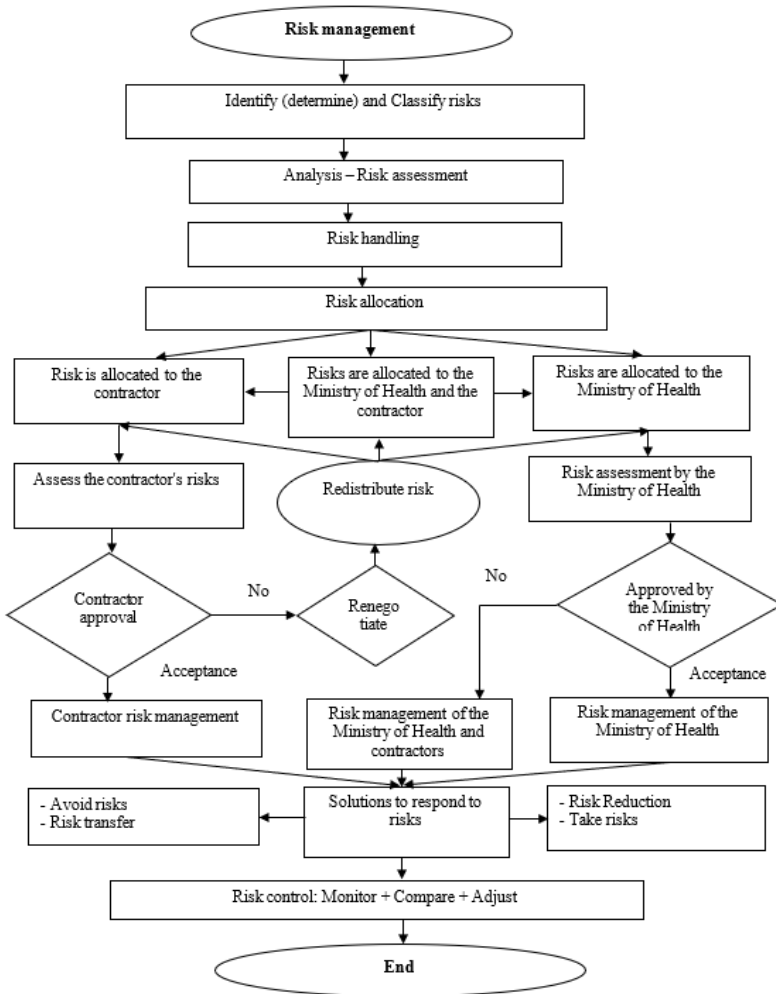 Risk management
Identify (determine) and Classify risks
Analysis – Risk assessment
Risk handling
Risk allocation
Risk is allocated to the
contractor
Risks are allocated to the
Ministry of Health and the
contractor
Risks are allocated to the
Ministry of Health
Assess the contractor's risks
Redistribute risk
Risk assessment by the
Ministry of Health
Contractor
approval
No
Renego
tiate
No
Approved by
the Ministry
of Health
Acceptance
Acceptance
Contractor risk management
Risk management of the
Ministry of Health and
contractors
Risk management of the
Ministry of Health
- Avoid risks
- Risk transfer
Solutions to respond to
risks
- Risk Reduction
- Take risks
Risk control: Monitor + Compare + Adjust
End